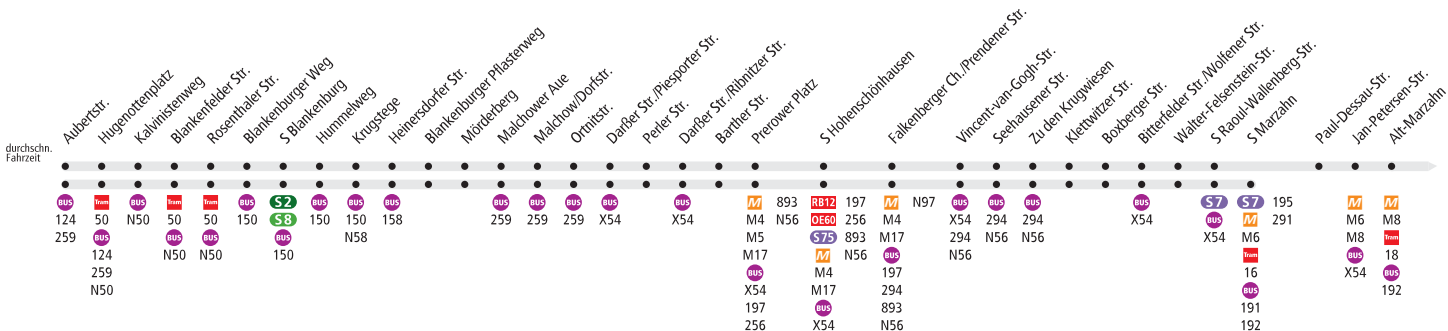 Aubertstr.
Hugenottenplatz
Kalvinistenweg
Blankenfelder Str.
Rosenthaler Str.
Blankenburger Weg
S Blankenburg
Hummelweg
Krugstege
Heinersdorfer Str.
Blankenburger Pflasterweg
Mörderberg
Malchower Aue
Malchow/Dorfstr.
Ortnitstr.
Darßer Str./Piesporter Str.
Perler Str.
Darßer Str./Ribnitzer Str.
Barther Str.
Prerower Platz
S Hohenschönhausen
Falkenberger Ch./Prendener Str.
Vincent-van-Gogh-Str.
Seehausener Str.
Zu den Krugwiesen
Klettwitzer Str.
Boxberger Str.
Bitterfelder Str./Wolfener Str.
Walter-Felsenstein-Str.
S Raoul-Wallenberg-Str.
S Marzahn
Paul-Dessau-Str.
Jan-Petersen-Str.
Alt-Marzahn
durchschn.
Fahrzeit
BUS
124
259
Tram
50
BUS
124
259
N50
BUS
N50
Tram
50
BUS
N50
Tram
50
BUS
N50
BUS
150
S2
S8
BUS
150
BUS
150
BUS
150
N58
BUS
158
BUS
259
BUS
259
BUS
259
BUS
X54
BUS
X54
M
M4
M5
M17
BUS
X54
197
256
893
N56
RB12
OE60
S75
M
M4
M17
BUS
X54
197
256
893
N56
M
M4
M17
BUS
197
294
893
N56
N97
BUS
X54
294
N56
BUS
294
N56
BUS
294
N56
BUS
X54
S7
BUS
X54
S7
M
M6
Tram
16
BUS
191
192
195
291
M
M6
M8
BUS
X54
M
M8
Tram
18
BUS
192